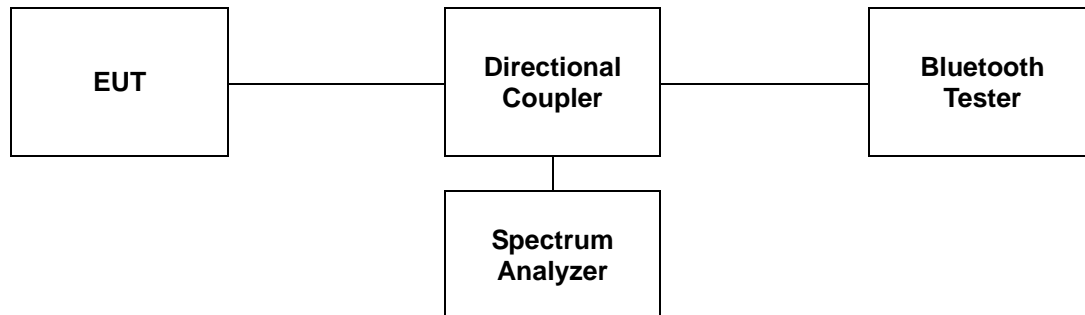 EUT
Directional
Coupler
Bluetooth
Tester
Spectrum
Analyzer